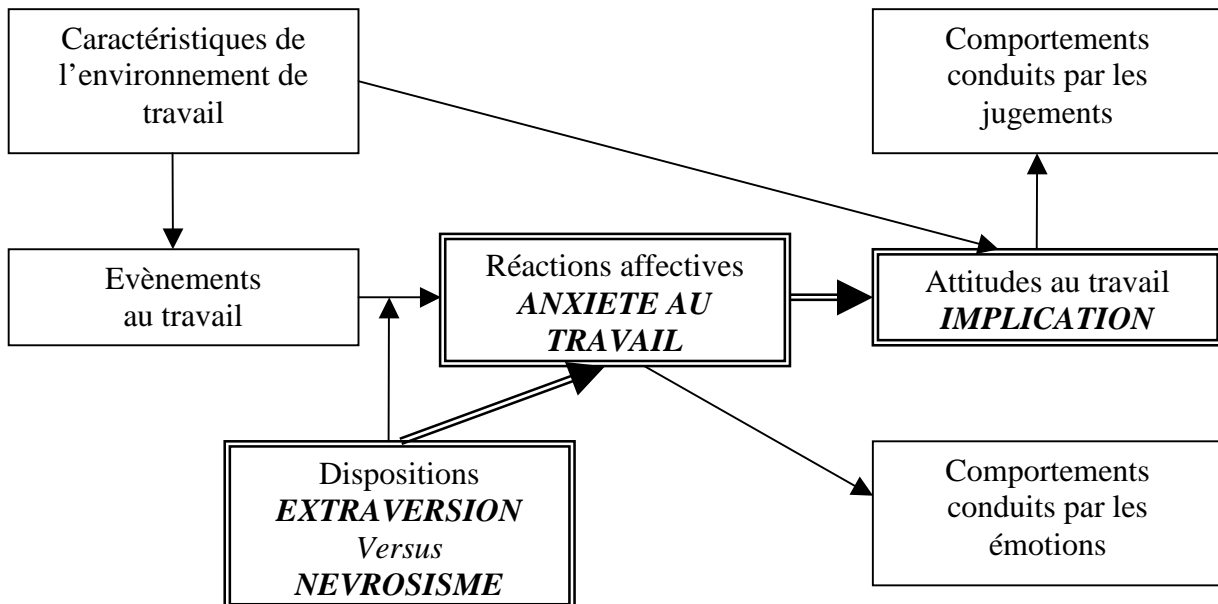 Caractéristiques de
l’environnement de
travail
Comportements
conduits par les
jugements
Evènements
au travail
Réactions affectives
ANXIETE AU
TRAVAIL
Attitudes au travail
IMPLICATION
Dispositions
EXTRAVERSION
Versus
NEVROSISME
Comportements
conduits par les
émotions